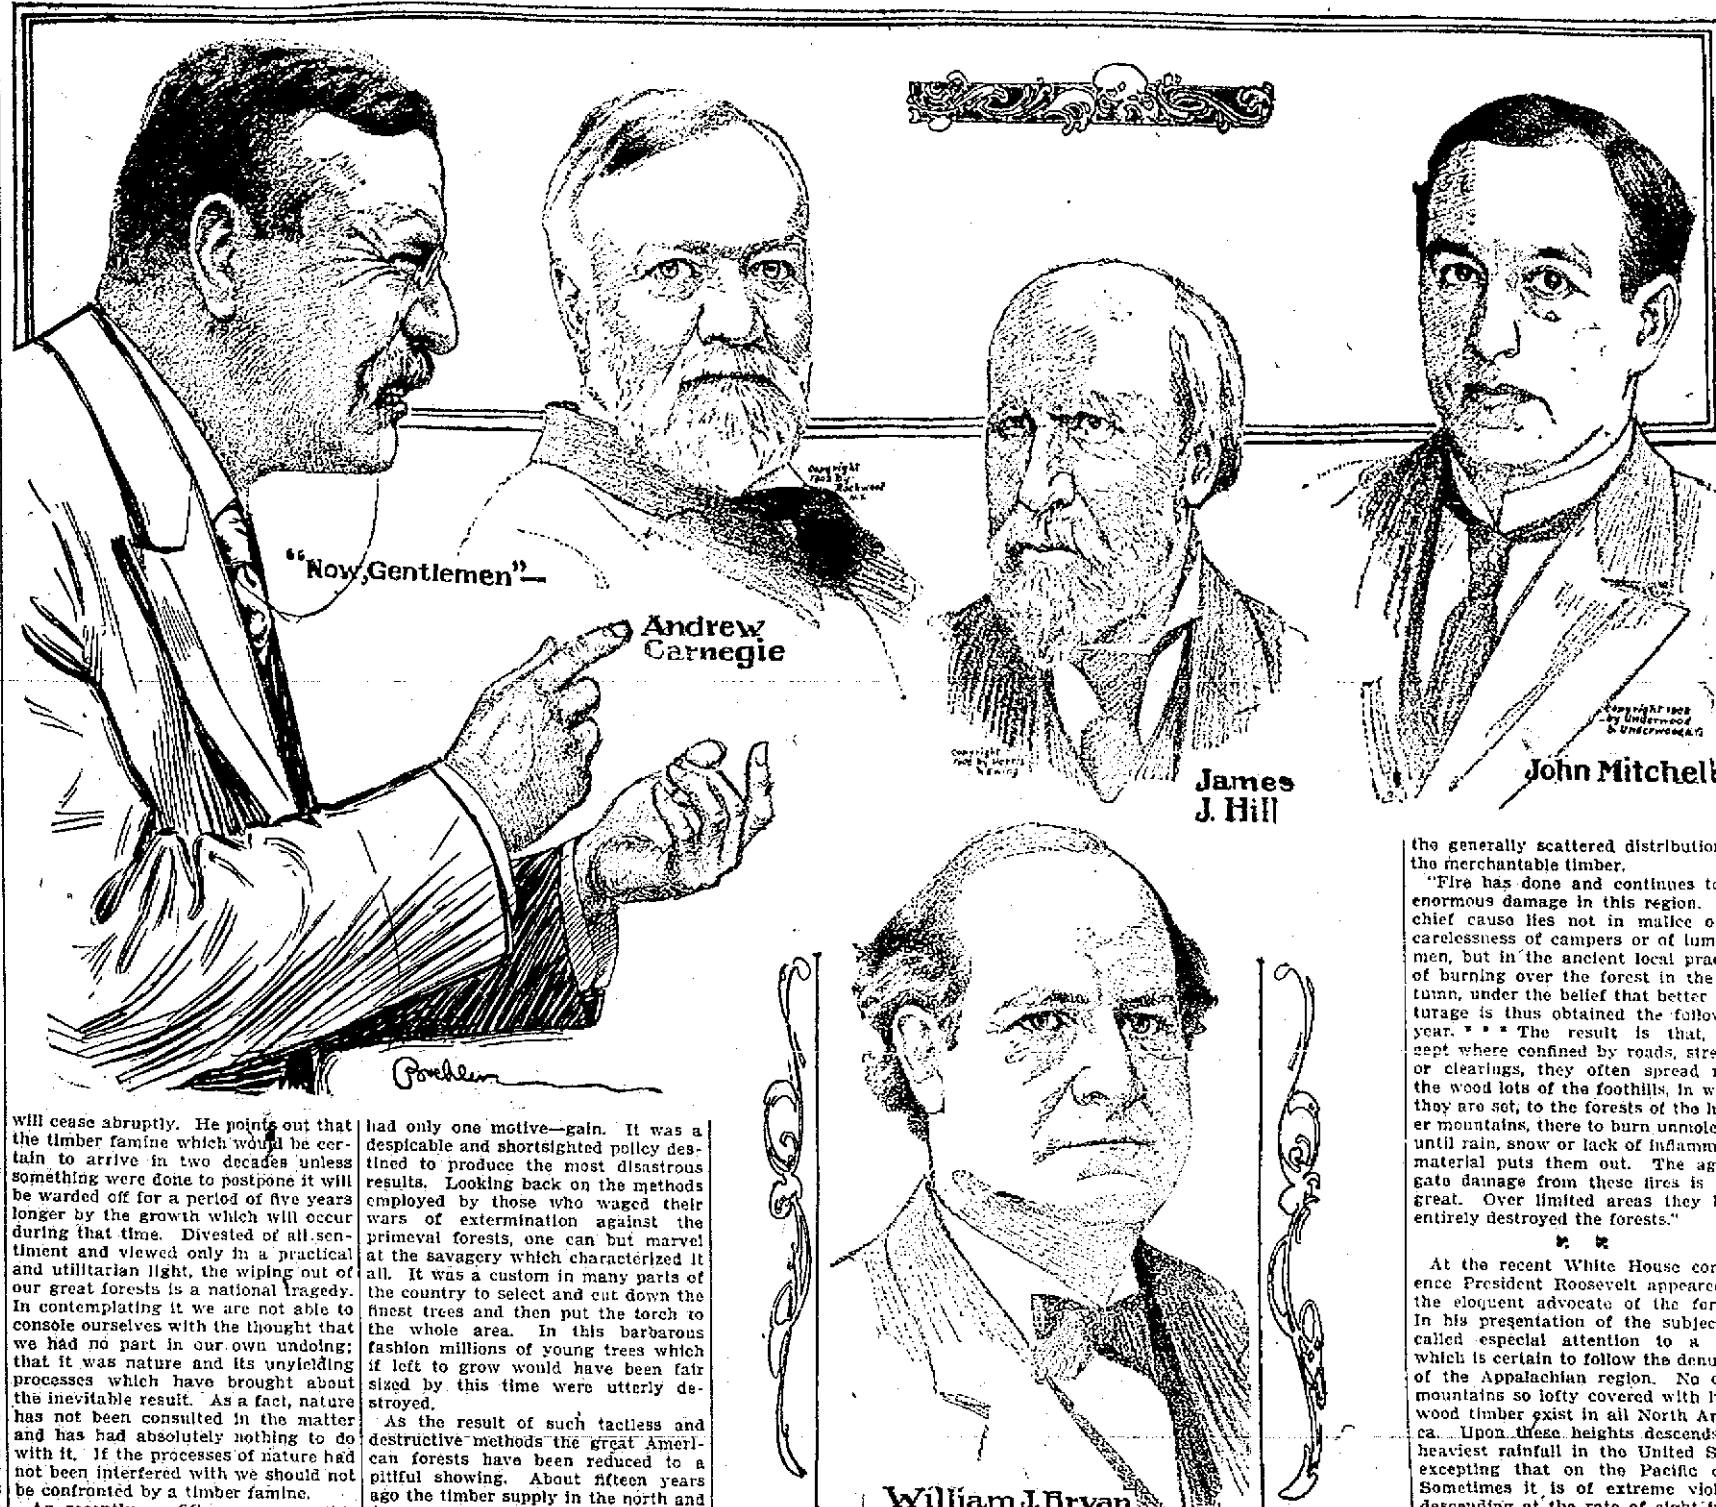 "Now, Gentlemen"—
Andrew
Carnegie
Copyright
1902 by
Rockwood
N.Y.
James
J. Hill
Copyright
Copyright 1908
by Underwood
& Underwood N.Y.
John Mitchell
William J. Bryan
will cease abruptly. He points out that
the timber famine which would be cer-
tain to arrive in two decades unless
something were done to postpone it will
be warded off for a period of five years
longer by the growth which will occur
during that time. Divested of all sen-
timent and viewed only in a practical
and utilitarian light, the wiping out of
our great forests is a national tragedy.
In contemplating it we are not able to
console ourselves with the thought that
we had no part in our own undoing;
that it was nature and its unyielding
processes which have brought about
the inevitable result. As a fact, nature
has not been consulted in the matter
and has had absolutely nothing to do
with it. If the processes of nature had
not been interfered with we should not
be confronted by a timber famine.
had only one motive—gain. It was a
despicable and shortsighted policy des-
tined to produce the most disastrous
results. Looking back on the methods
employed by those who waged their
wars of extermination against the
primeval forests, one can but marvel
at the savagery which characterized it
all. It was a custom in many parts of
the country to select and cut down the
finest trees and then put the torch to
the whole area. In this barbarous
fashion millions of young trees which
if left to grow would have been fair
sized by this time were utterly de-
stroyed.
As the result of such tactless and
destructive methods the great Ameri-
can forests have been reduced to a
pitiful showing. About fifteen years
ago the timber supply in the north and
the generally scattered distribution
the merchantable timber.
"Fire has done and continues to
enormous damage in this region.
chief cause lies not in malice o
carelessness of campers or of lum
men, but in the ancient local prac
of burning over the forest in the
tumn, under the belief that better
turage is thus obtained the follow
year. * * * The result is that,
cept where confined by roads, stre
or clearings, they often spread
the wood lots of the foothills, in w
they are set, to the forests of the h
er mountains, there to burn unmole
until rain, snow or lack of inflamm
material puts them out. The ag
gate damage from these fires is
great. Over limited areas they h
entirely destroyed the forests."
At the recent White House con
ence President Roosevelt appeared
the eloquent advocate of the for
In his presentation of the subject
called especial attention to a
which is certain to follow the denu
of the Appalachian region. No o
mountains so lofty covered with h
wood timber exist in all North Am
ca. Upon these heights descends
heaviest rainfall in the United S
excepting that on the Pacific c
Sometimes it is of extreme viol
descending at the rate of eight